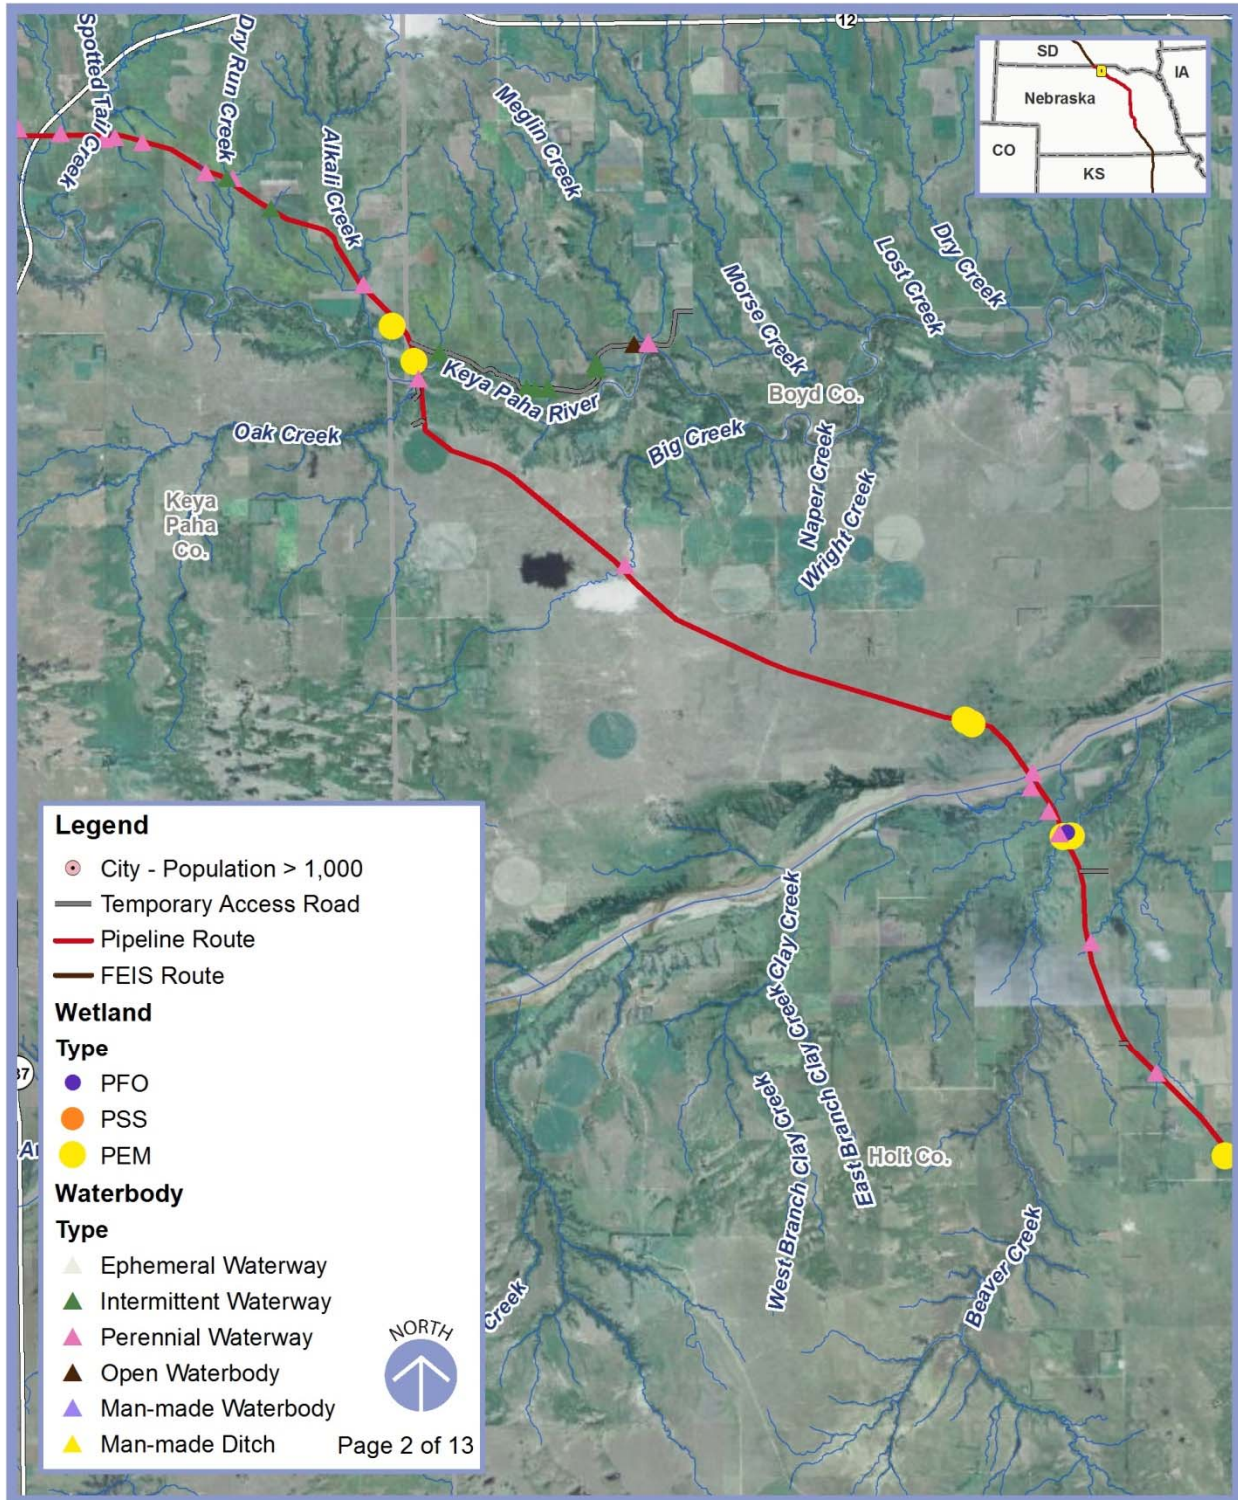 12
SD
IA
Nebraska
CO
KS
Spotted Tail Creek
Dry Run Creek
Alkali Creek
Meglin Creek
Morse Creek
Lost Creek
Dry Creek
Keya Paha River
Boyd Co.
Oak Creek
Big Creek
Naper Creek
Wright Creek
Keya
Paha
Co.
Clay Creek
East Branch Clay Creek
West Branch Clay Creek
Holt Co.
Beaver Creek
Creek
Legend
City - Population > 1,000
Temporary Access Road
Pipeline Route
FEIS Route
Wetland
Type
PFO
PSS
PEM
Waterbody
Type
Ephemeral Waterway
Intermittent Waterway
Perennial Waterway
Open Waterbody
Man-made Waterbody
Man-made Ditch
NORTH
Page 2 of 13